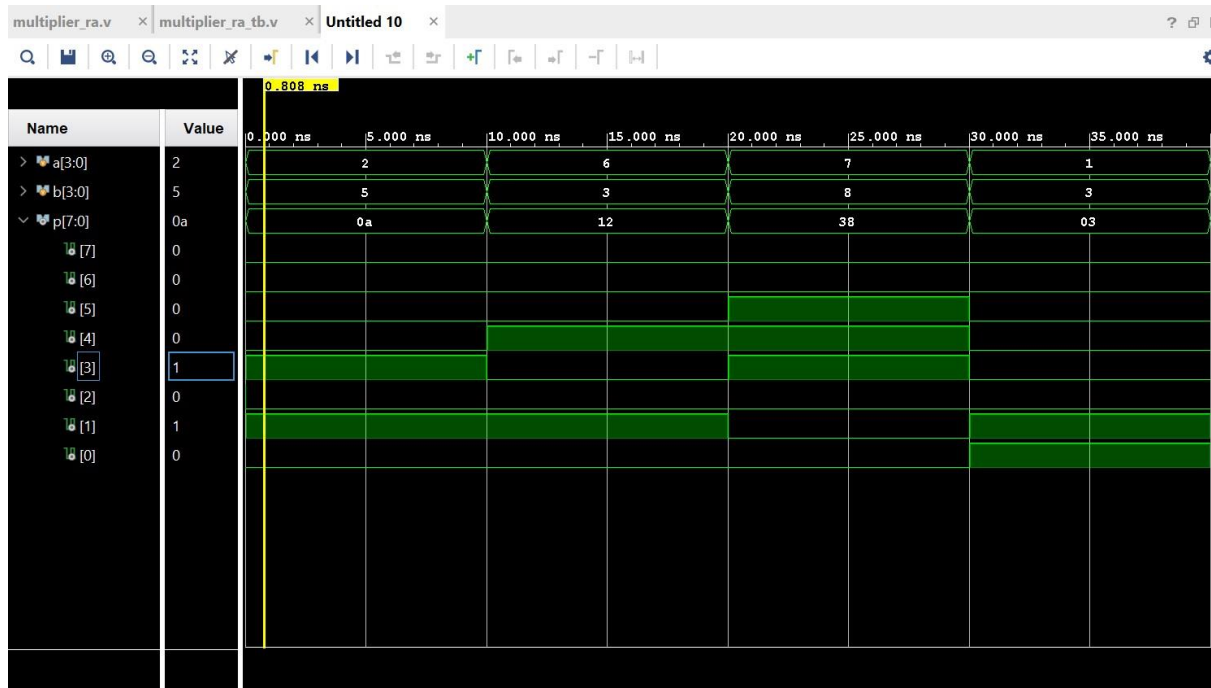 multiplier_ra.v × multiplier_ra_tb.v × Untitled 10 × ?
0.808 ns
Name Value 0.000 ns 5.000 ns 10.000 ns 15.000 ns 20.000 ns 25.000 ns 30.000 ns 35.000 ns
a[3:0] 2 2 6 7 1
b[3:0] 5 5 3 8 3
p[7:0] 0a 0a 12 38 03
[7] 0
[6] 0
[5] 0
[4] 0
[3] 1
[2] 0
[1] 1
[0] 0